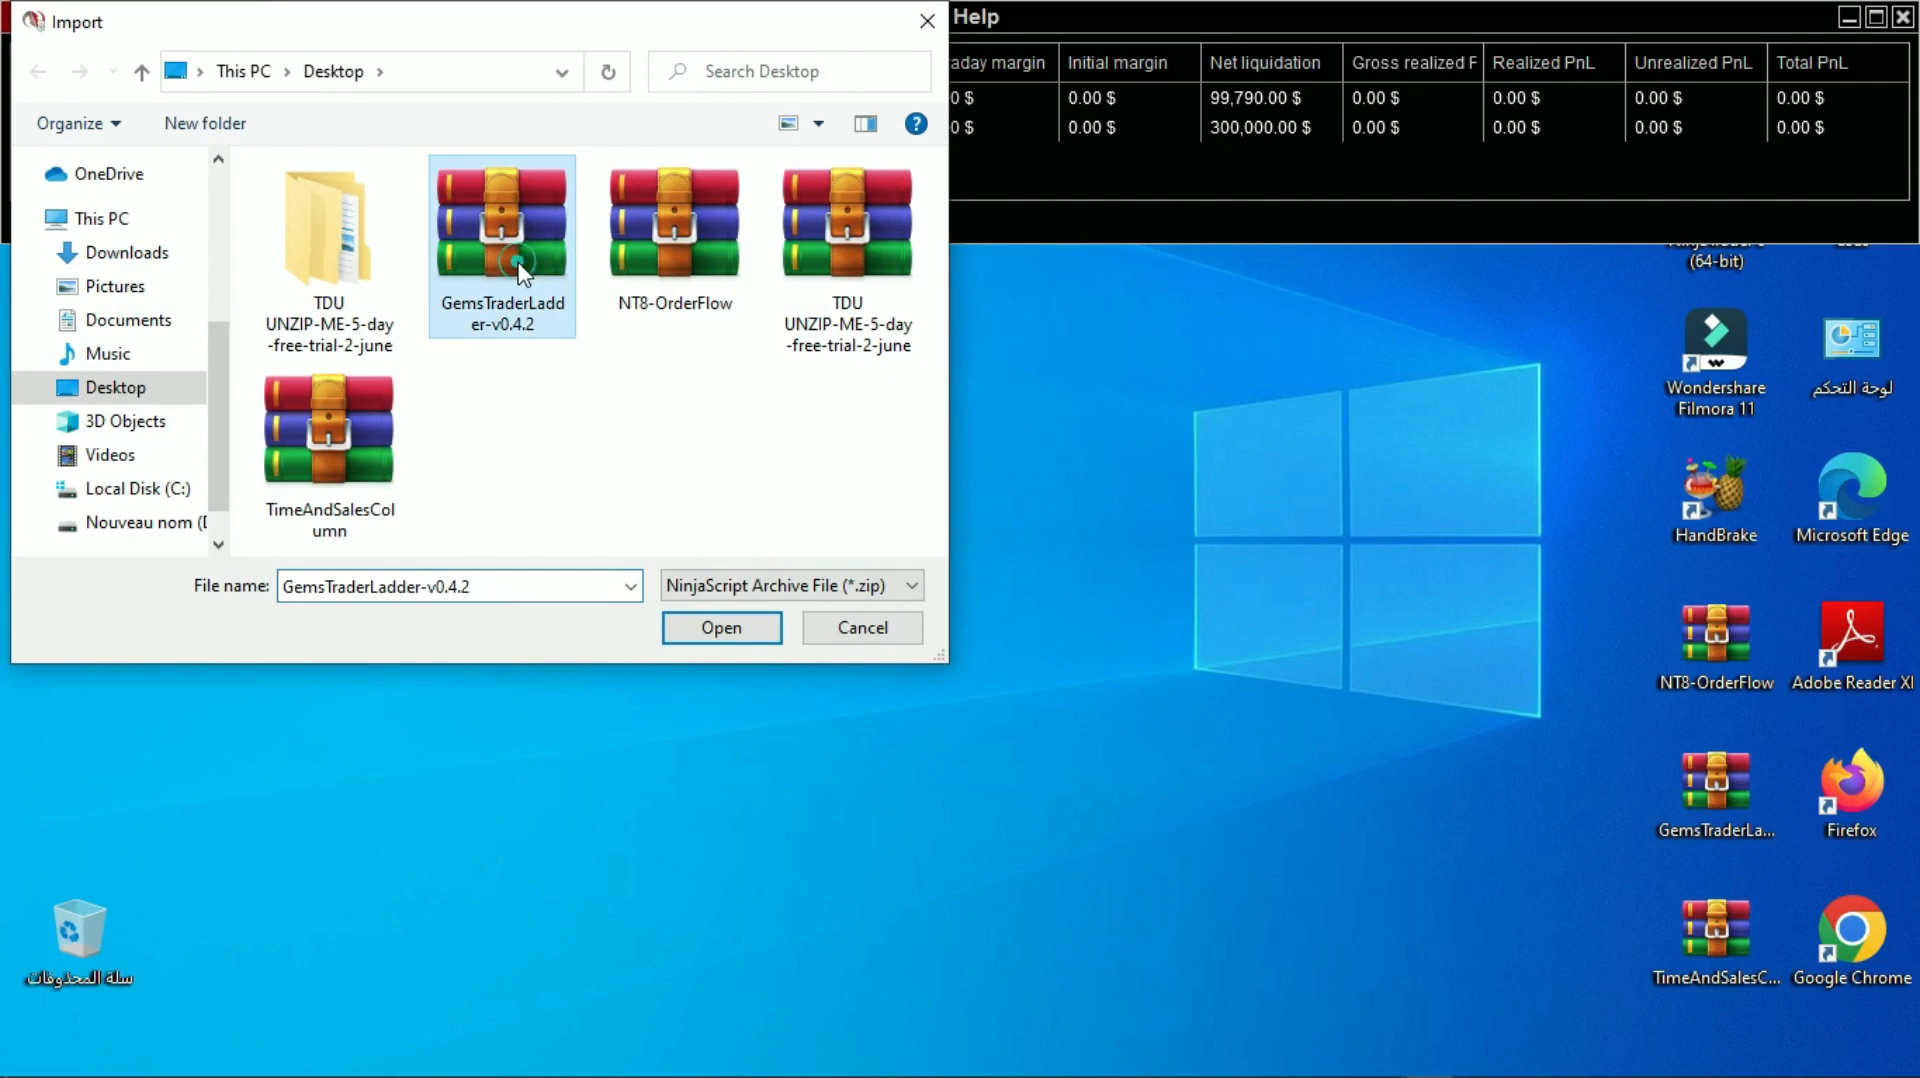 Import
Help
This PC
Desktop
Search Desktop
Organize
New folder
aday margin
Initial margin
Net liquidation
Gross realized F
Realized PnL
Unrealized PnL
Total PnL
0 $
0.00 $
99,790.00 $
0.00 $
0.00 $
0.00 $
0.00 $
0 $
0.00 $
300,000.00 $
0.00 $
0.00 $
0.00 $
0.00 $
OneDrive
This PC
Downloads
Pictures
Documents
Music
Desktop
3D Objects
Videos
Local Disk (C:)
Nouveau nom (D
TDU
UNZIP-ME-5-day
-free-trial-2-june
GemsTraderLadd
er-v0.4.2
NT8-OrderFlow
TDU
UNZIP-ME-5-day
-free-trial-2-june
TimeAndSalesCol
umn
File name:
GemsTraderLadder-v0.4.2
NinjaScript Archive File (*.zip)
Open
Cancel
(64-bit)
Wondershare
Filmora 11
لوحة التحكم
HandBrake
Microsoft Edge
NT8-OrderFlow
Adobe Reader XI
GemsTraderLa...
Firefox
TimeAndSalesC...
Google Chrome
سلة المحذوفات